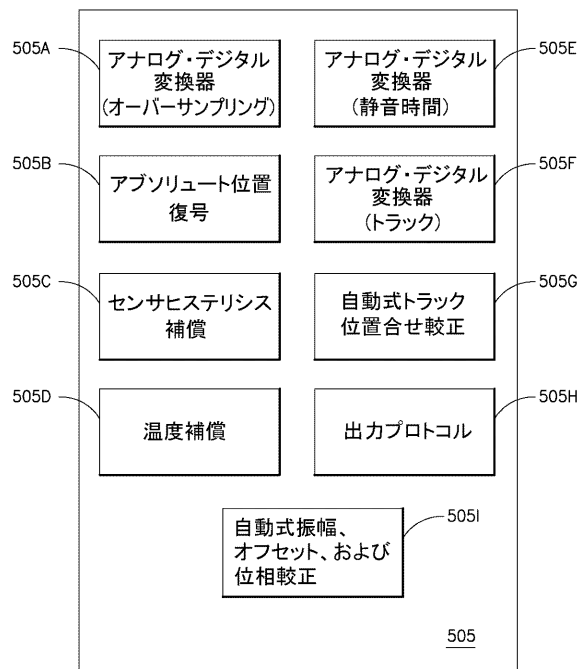 505A
アナログ・デジタル
変換器
(オーバーサンプリング)
アナログ・デジタル
変換器
(静音時間)
505E
505B
アブソリュート位置
復号
アナログ・デジタル
変換器
(トラック)
505F
505C
センサヒステリシス
補償
自動式トラック
位置合せ較正
505G
505D
温度補償
出力プロトコル
505H
自動式振幅、
オフセット、および
位相較正
505I
505